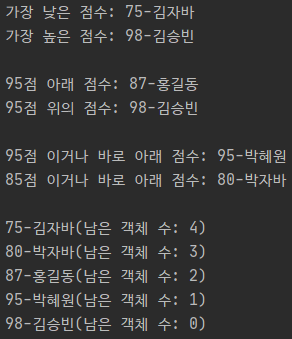 가장 낮은 점수: 75-김자바
가장 높은 점수: 98-김승빈
95점 아래 점수: 87-홍길동
95점 위의 점수: 98-김승빈
95점 이거나 바로 아래 점수: 95-박혜원
85점 이거나 바로 아래 점수: 80-박자바
75-김자바(남은 객체 수: 4)
80-박자바(남은 객체 수: 3)
87-홍길동(남은 객체 수: 2)
95-박혜원(남은 객체 수: 1)
98-김승빈(남은 객체 수: 0)